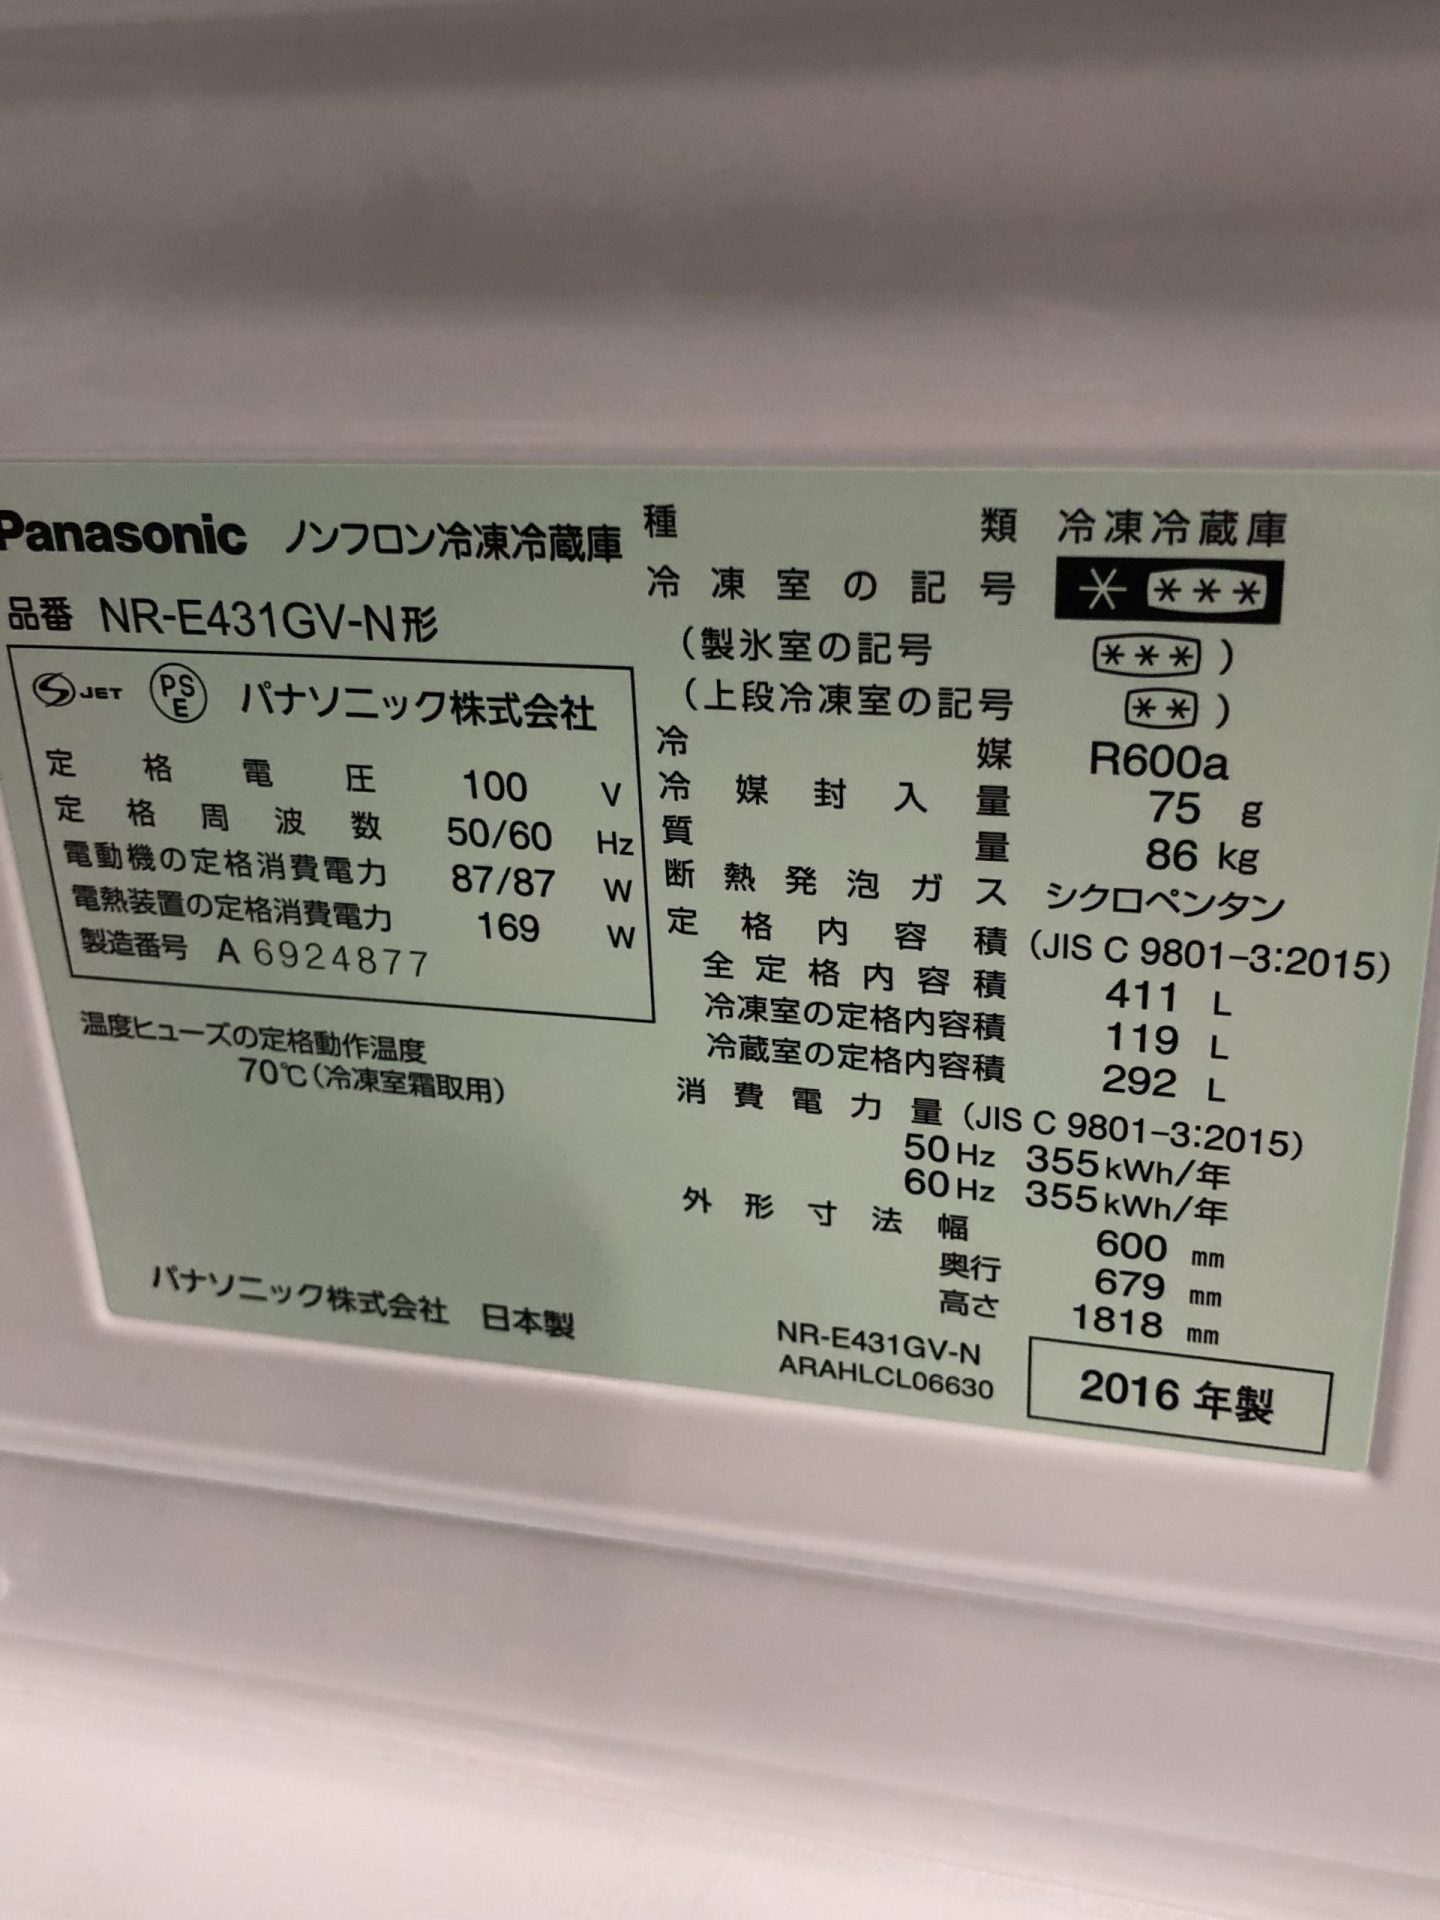 Panasonic ノンフロン冷凍冷蔵庫
品番 NR-E431GV-N形
JET PSE パナソニック株式会社
定格電圧 100 V
定格周波数 50/60 Hz
電動機の定格消費電力 87/87 W
電熱装置の定格消費電力 169 W
製造番号 A 6924877
温度ヒューズの定格動作温度
70℃(冷凍室霜取用)
パナソニック株式会社 日本製
種類 冷凍冷蔵庫
冷凍室の記号 * ***
(製氷室の記号 ***)
(上段冷凍室の記号 **)
冷媒 R600a
冷媒封入量 75 g
質量 86 kg
断熱発泡ガス シクロペンタン
定格内容積 (JIS C 9801-3:2015)
全定格内容積 411 L
冷凍室の定格内容積 119 L
冷蔵室の定格内容積 292 L
消費電力量 (JIS C 9801-3:2015)
50Hz 355kWh/年
60Hz 355kWh/年
外形寸法 幅 600 mm
奥行 679 mm
高さ 1818 mm
NR-E431GV-N
ARAHLCL06630
2016 年製